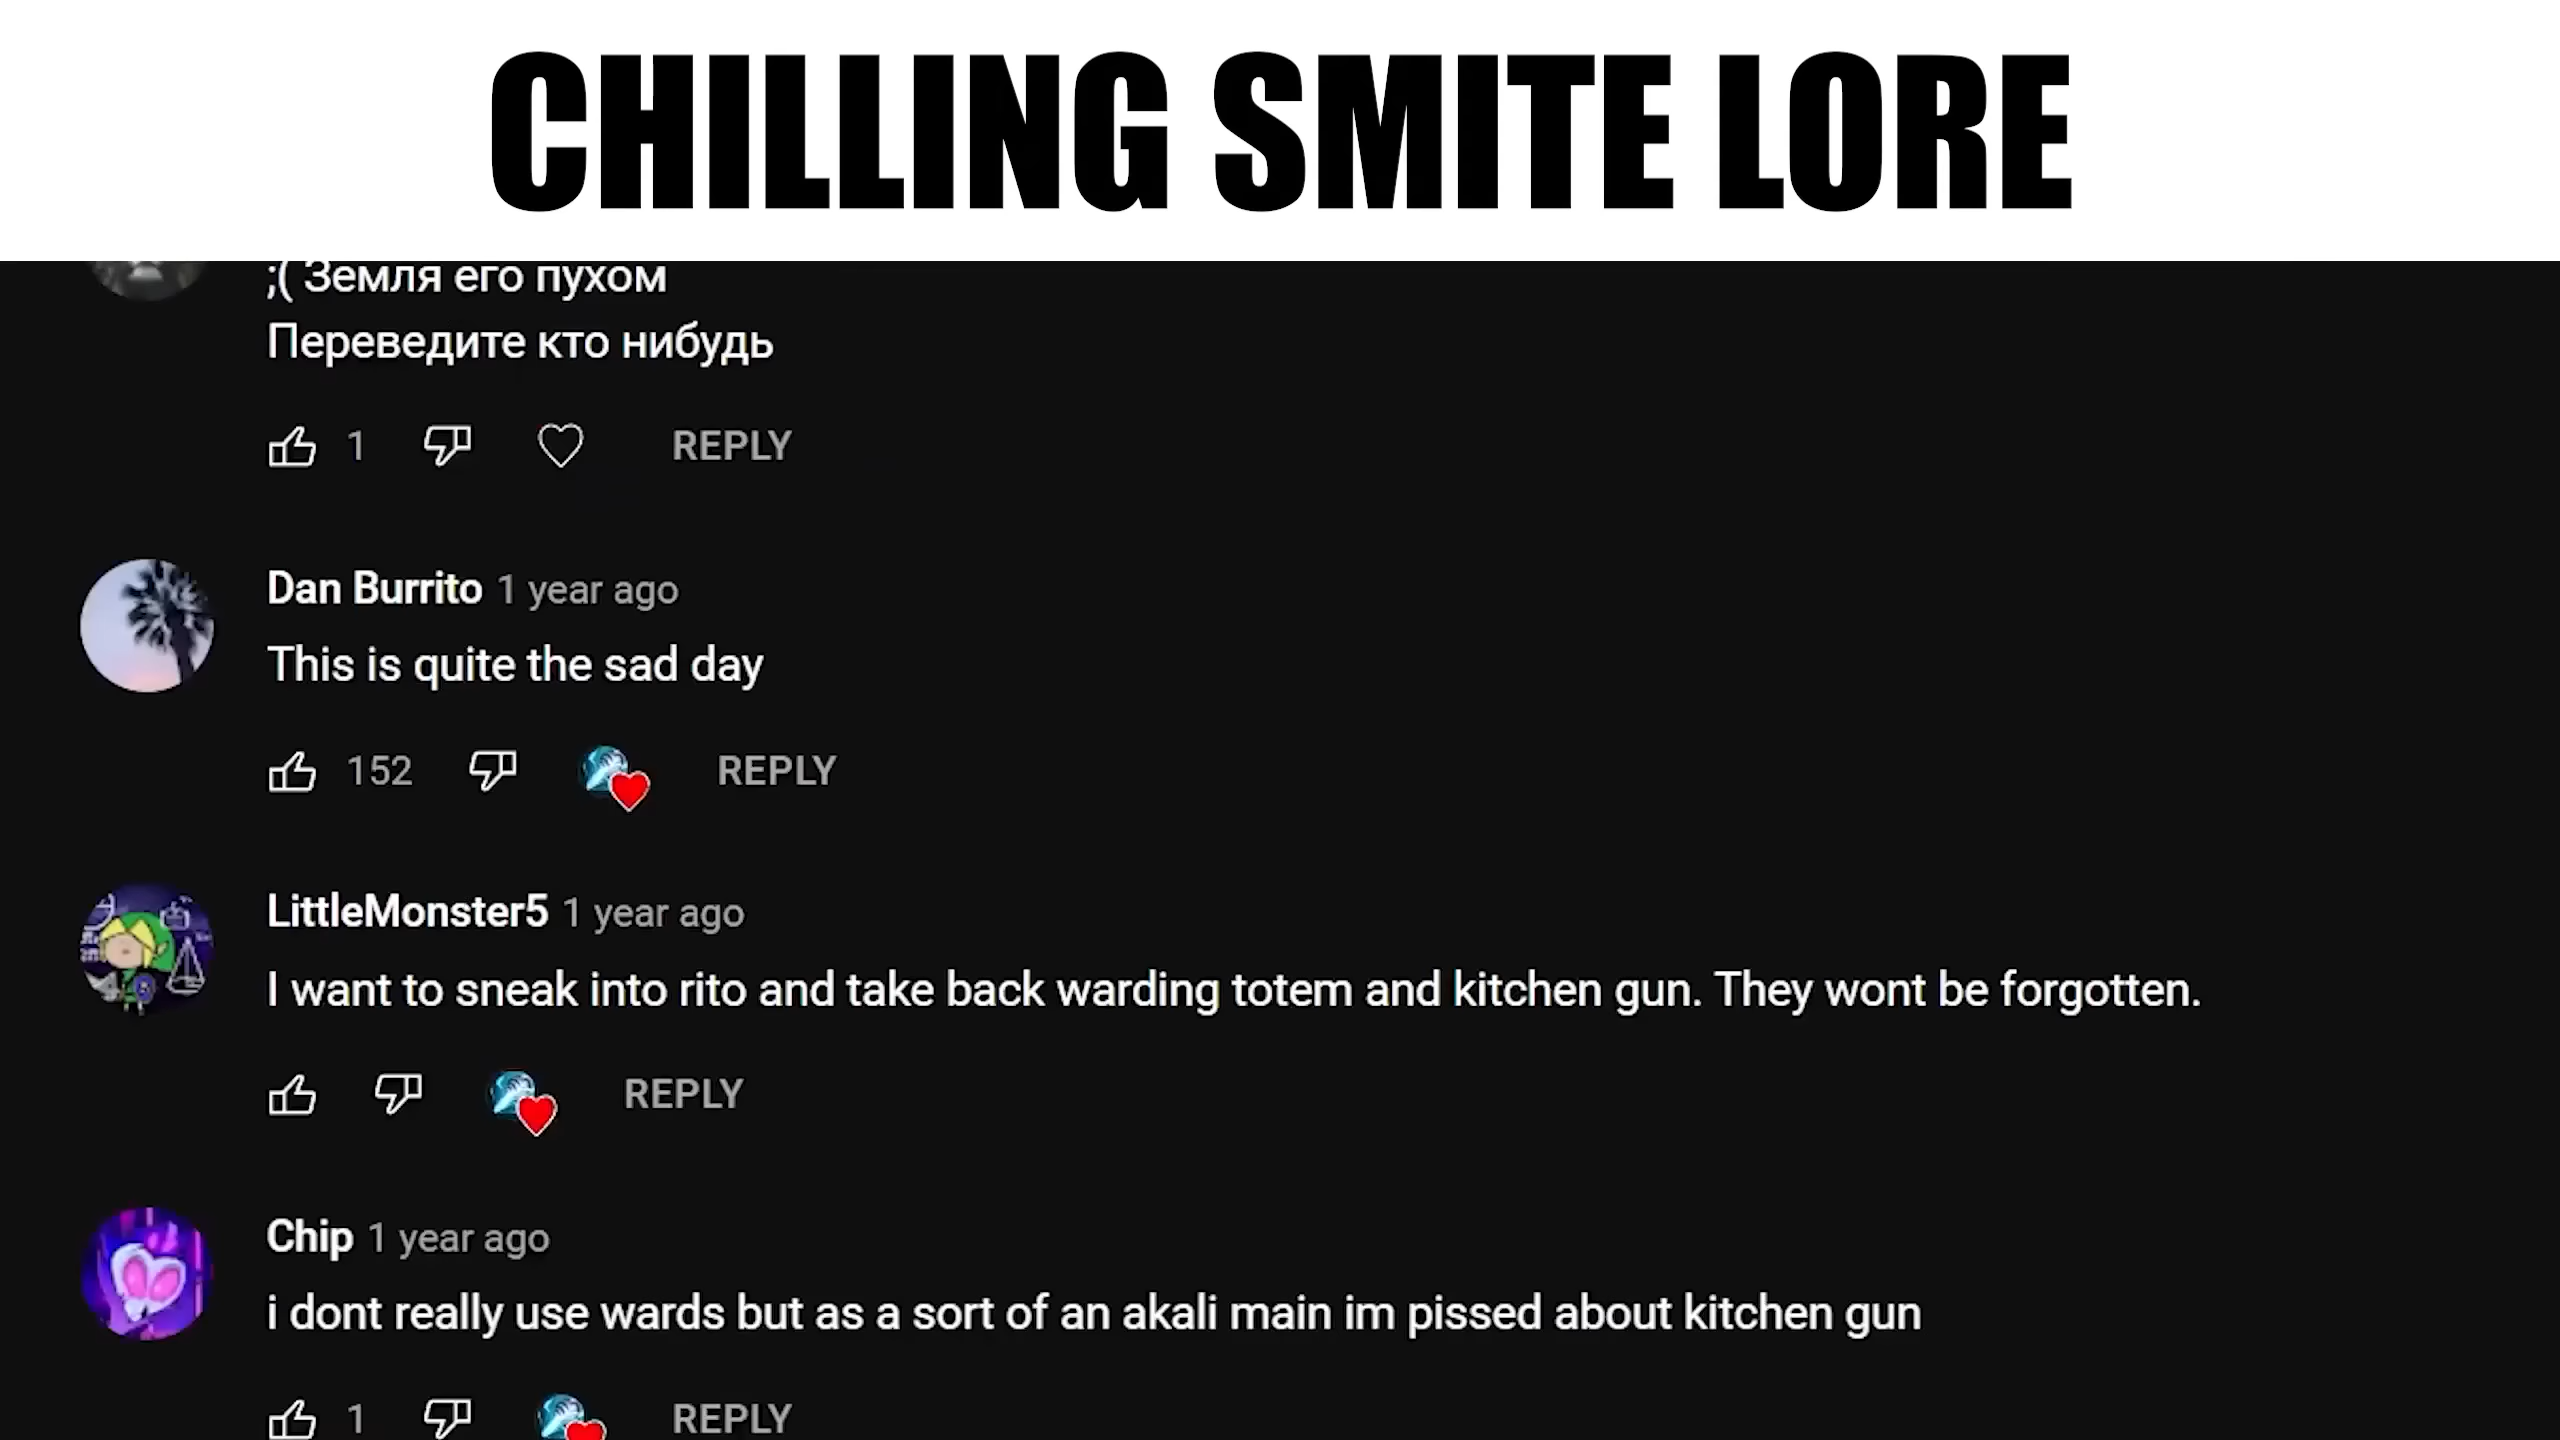 CHILLING SMITE LORE
;( Земля его пухом
Переведите кто нибудь
1 REPLY
Dan Burrito 1 year ago
This is quite the sad day
152 REPLY
LittleMonster5 1 year ago
I want to sneak into rito and take back warding totem and kitchen gun. They wont be forgotten.
REPLY
Chip 1 year ago
i dont really use wards but as a sort of an akali main im pissed about kitchen gun
1 REPLY